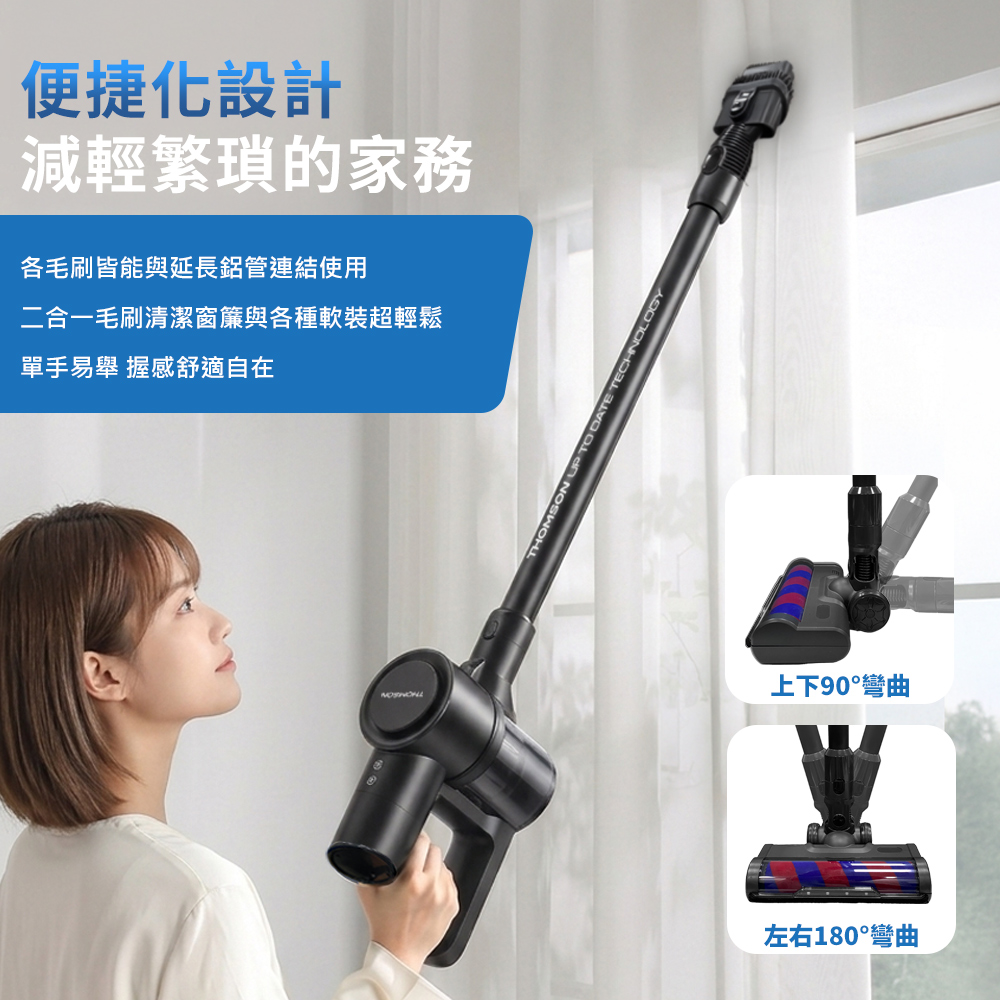 便捷化設計
減輕繁瑣的家務
各毛刷皆能與延長鋁管連結使用
二合一毛刷清潔窗簾與各種軟裝超輕鬆
單手易舉 握感舒適自在
THOMSON UP TO DATE TECHNOLOGY
THOMSON
上下90°彎曲
左右180°彎曲